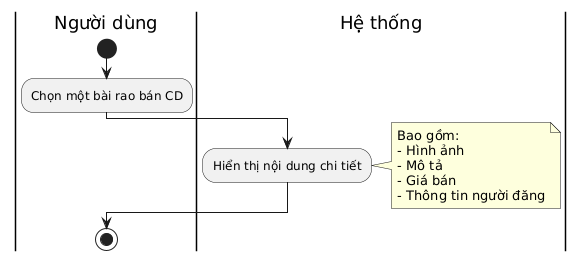 Người dùng
Hệ thống
Chọn một bài rao bán CD
Hiển thị nội dung chi tiết
Bao gồm:
- Hình ảnh
- Mô tả
- Giá bán
- Thông tin người đăng